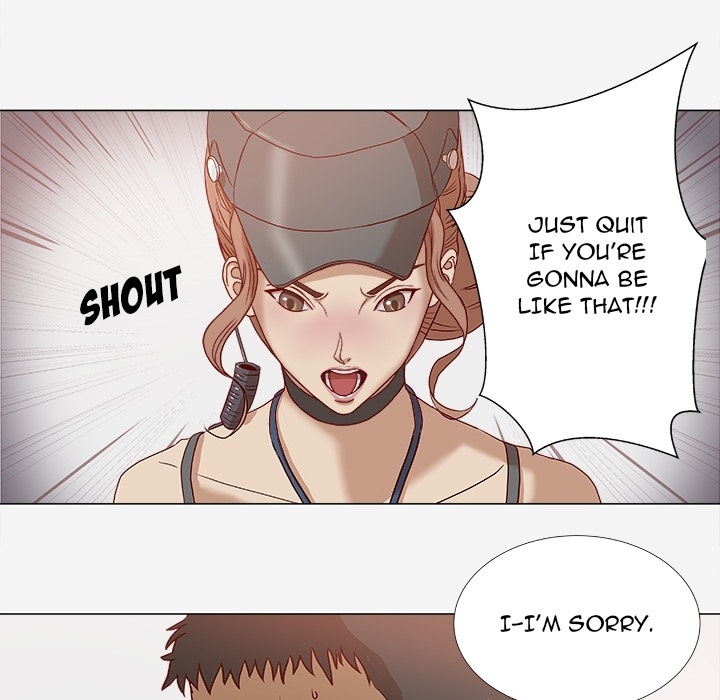 JUST QUIT
IF YOU'RE
GONNA BE
LIKE THAT!!!
SHOUT
I-I'M SORRY.